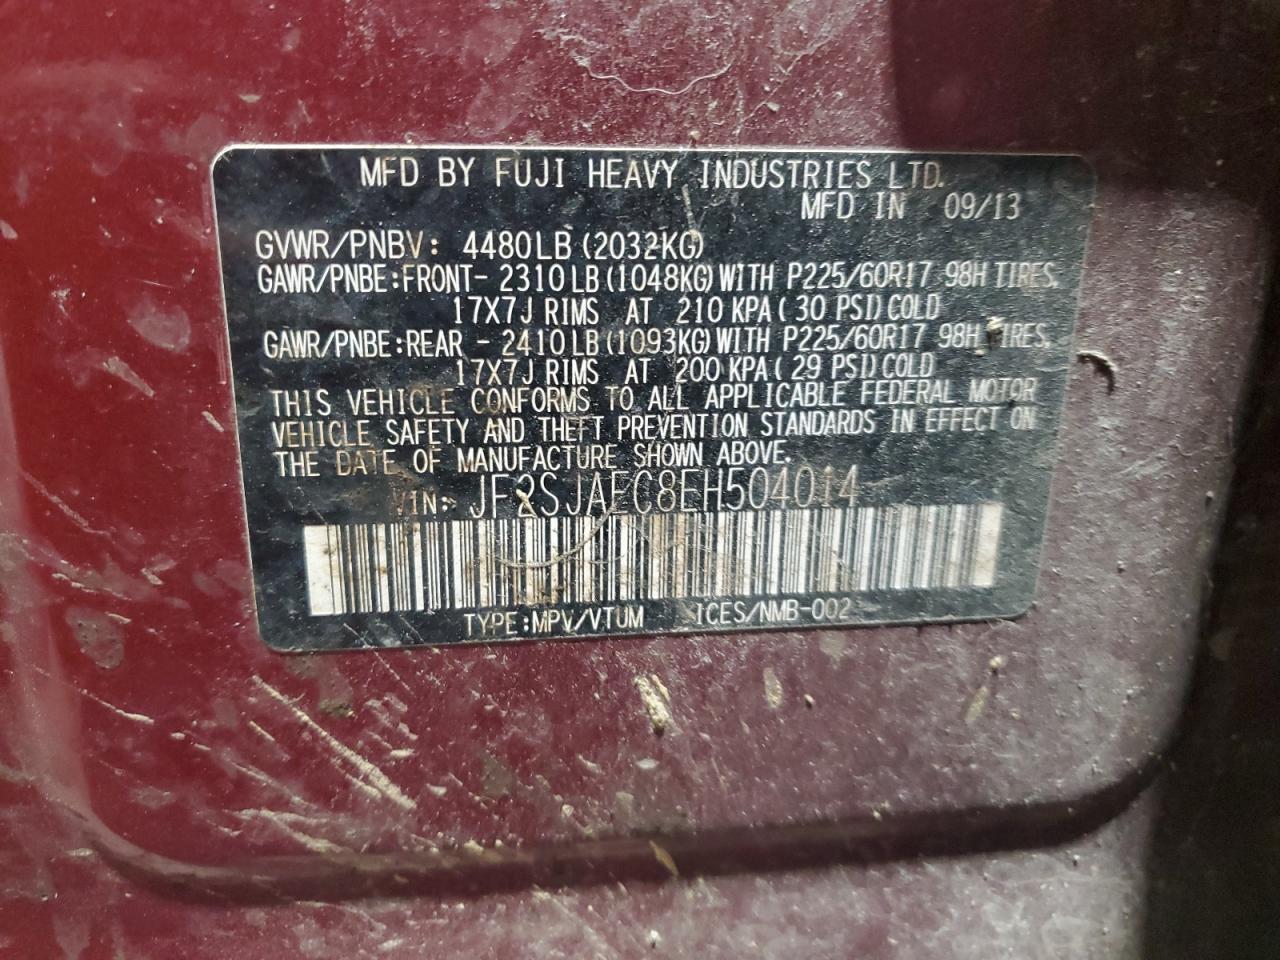 MFD BY FUJI HEAVY INDUSTRIES LTD.
MFD IN 09/13
GVWR/PNBV: 4480LB (2032KG)
GAWR/PNBE:FRONT- 2310LB (1048KG) WITH P225/60R17 98H TIRES,
17X7J RIMS AT 210 KPA ( 30 PSI) COLD
GAWR/PNBE:REAR - 2410LB (1093KG) WITH P225/60R17 98H TIRES,
17X7J RIMS AT 200 KPA ( 29 PSI) COLD
THIS VEHICLE CONFORMS TO ALL APPLICABLE FEDERAL MOTOR
VEHICLE SAFETY AND THEFT PREVENTION STANDARDS IN EFFECT ON
THE DATE OF MANUFACTURE SHOWN ABOVE.
VIN: JF2SJAEC8EH504014
TYPE:MPV/VTUM ICES/NMB-002